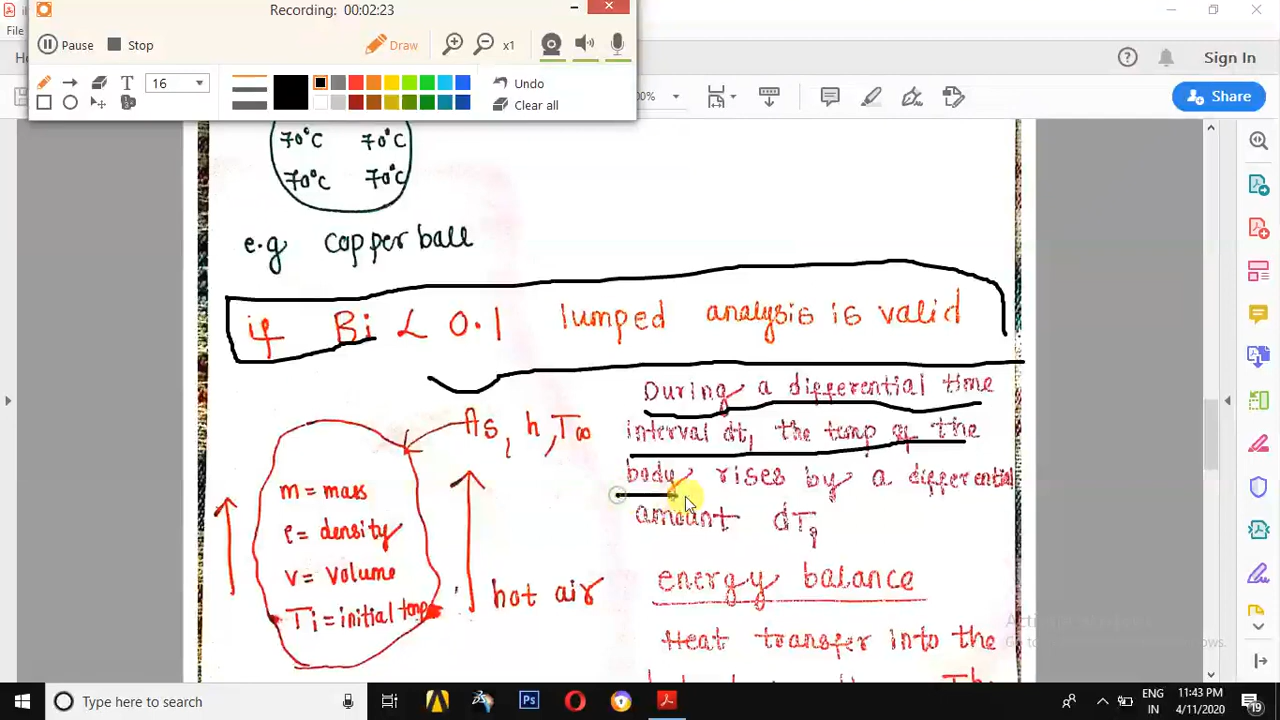 Recording: 00:02:23
Pause Stop Draw x1
T 16 Undo
Clear all
Sign In
Share
70°C 70°C
70°C 70°C
e.g copper ball
if Bi < 0.1 lumped analysis is valid
As, h, T∞
m = mass
ρ = density
v = volume
Ti = initial temp
hot air
During a differential time
interval dt, the temp of the
body rises by a differential
amount dT,
energy balance
Heat transfer into the
Type here to search
ENG
IN
11:43 PM
4/11/2020
19